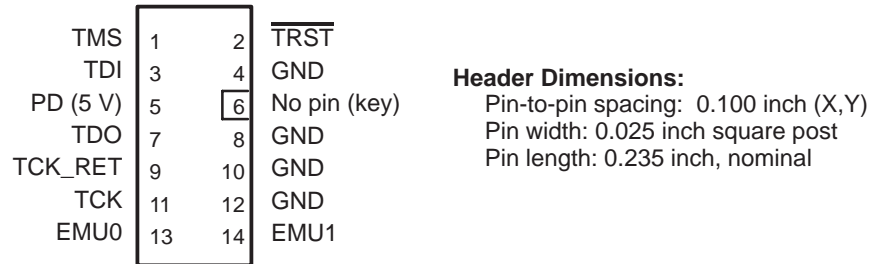 TMS 1 2 TRST
TDI 3 4 GND
PD (5 V) 5 6 No pin (key)
TDO 7 8 GND
TCK_RET 9 10 GND
TCK 11 12 GND
EMU0 13 14 EMU1
Header Dimensions:
Pin-to-pin spacing: 0.100 inch (X,Y)
Pin width: 0.025 inch square post
Pin length: 0.235 inch, nominal